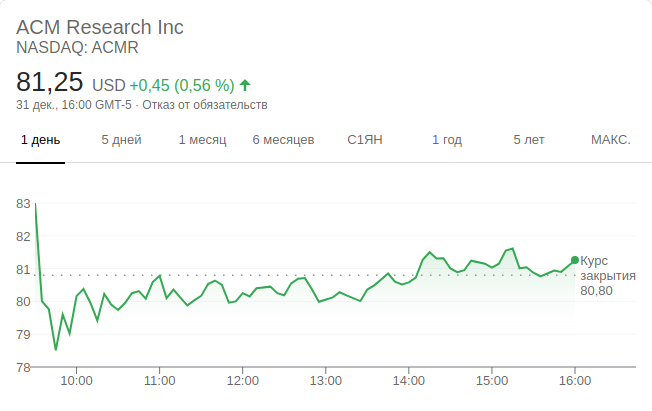 ACM Research Inc
NASDAQ: ACMR
81,25 USD +0,45 (0,56 %)
31 дек., 16:00 GMT-5 · Отказ от обязательств
1 день 5 дней 1 месяц 6 месяцев С1ЯН 1 год 5 лет МАКС.
83
82
81
80
79
78
Курс
закрытия
80,80
10:00 11:00 12:00 13:00 14:00 15:00 16:00